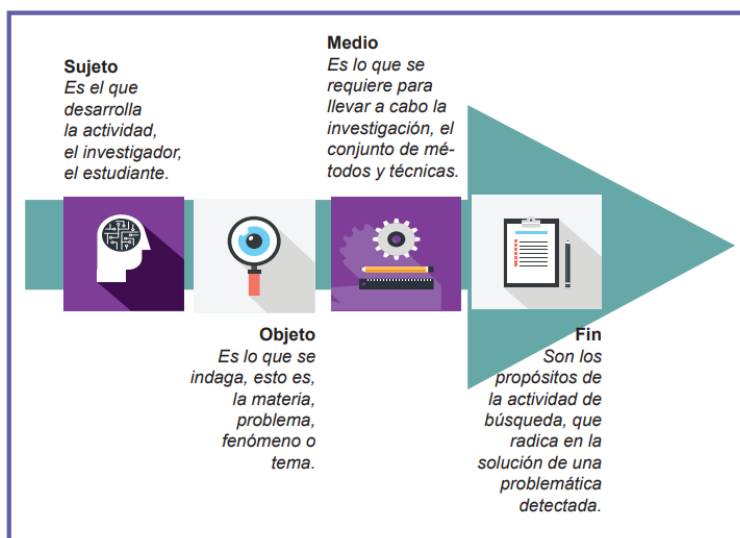 Sujeto
Es el que
desarrolla
la actividad,
el investigador,
el estudiante.
Medio
Es lo que se
requiere para
llevar a cabo la
investigación, el
conjunto de mé-
todos y técnicas.
Objeto
Es lo que se
indaga, esto es,
la materia,
problema,
fenómeno o
tema.
Fin
Son los
propósitos de
la actividad de
búsqueda, que
radica en la
solución de una
problemática
detectada.